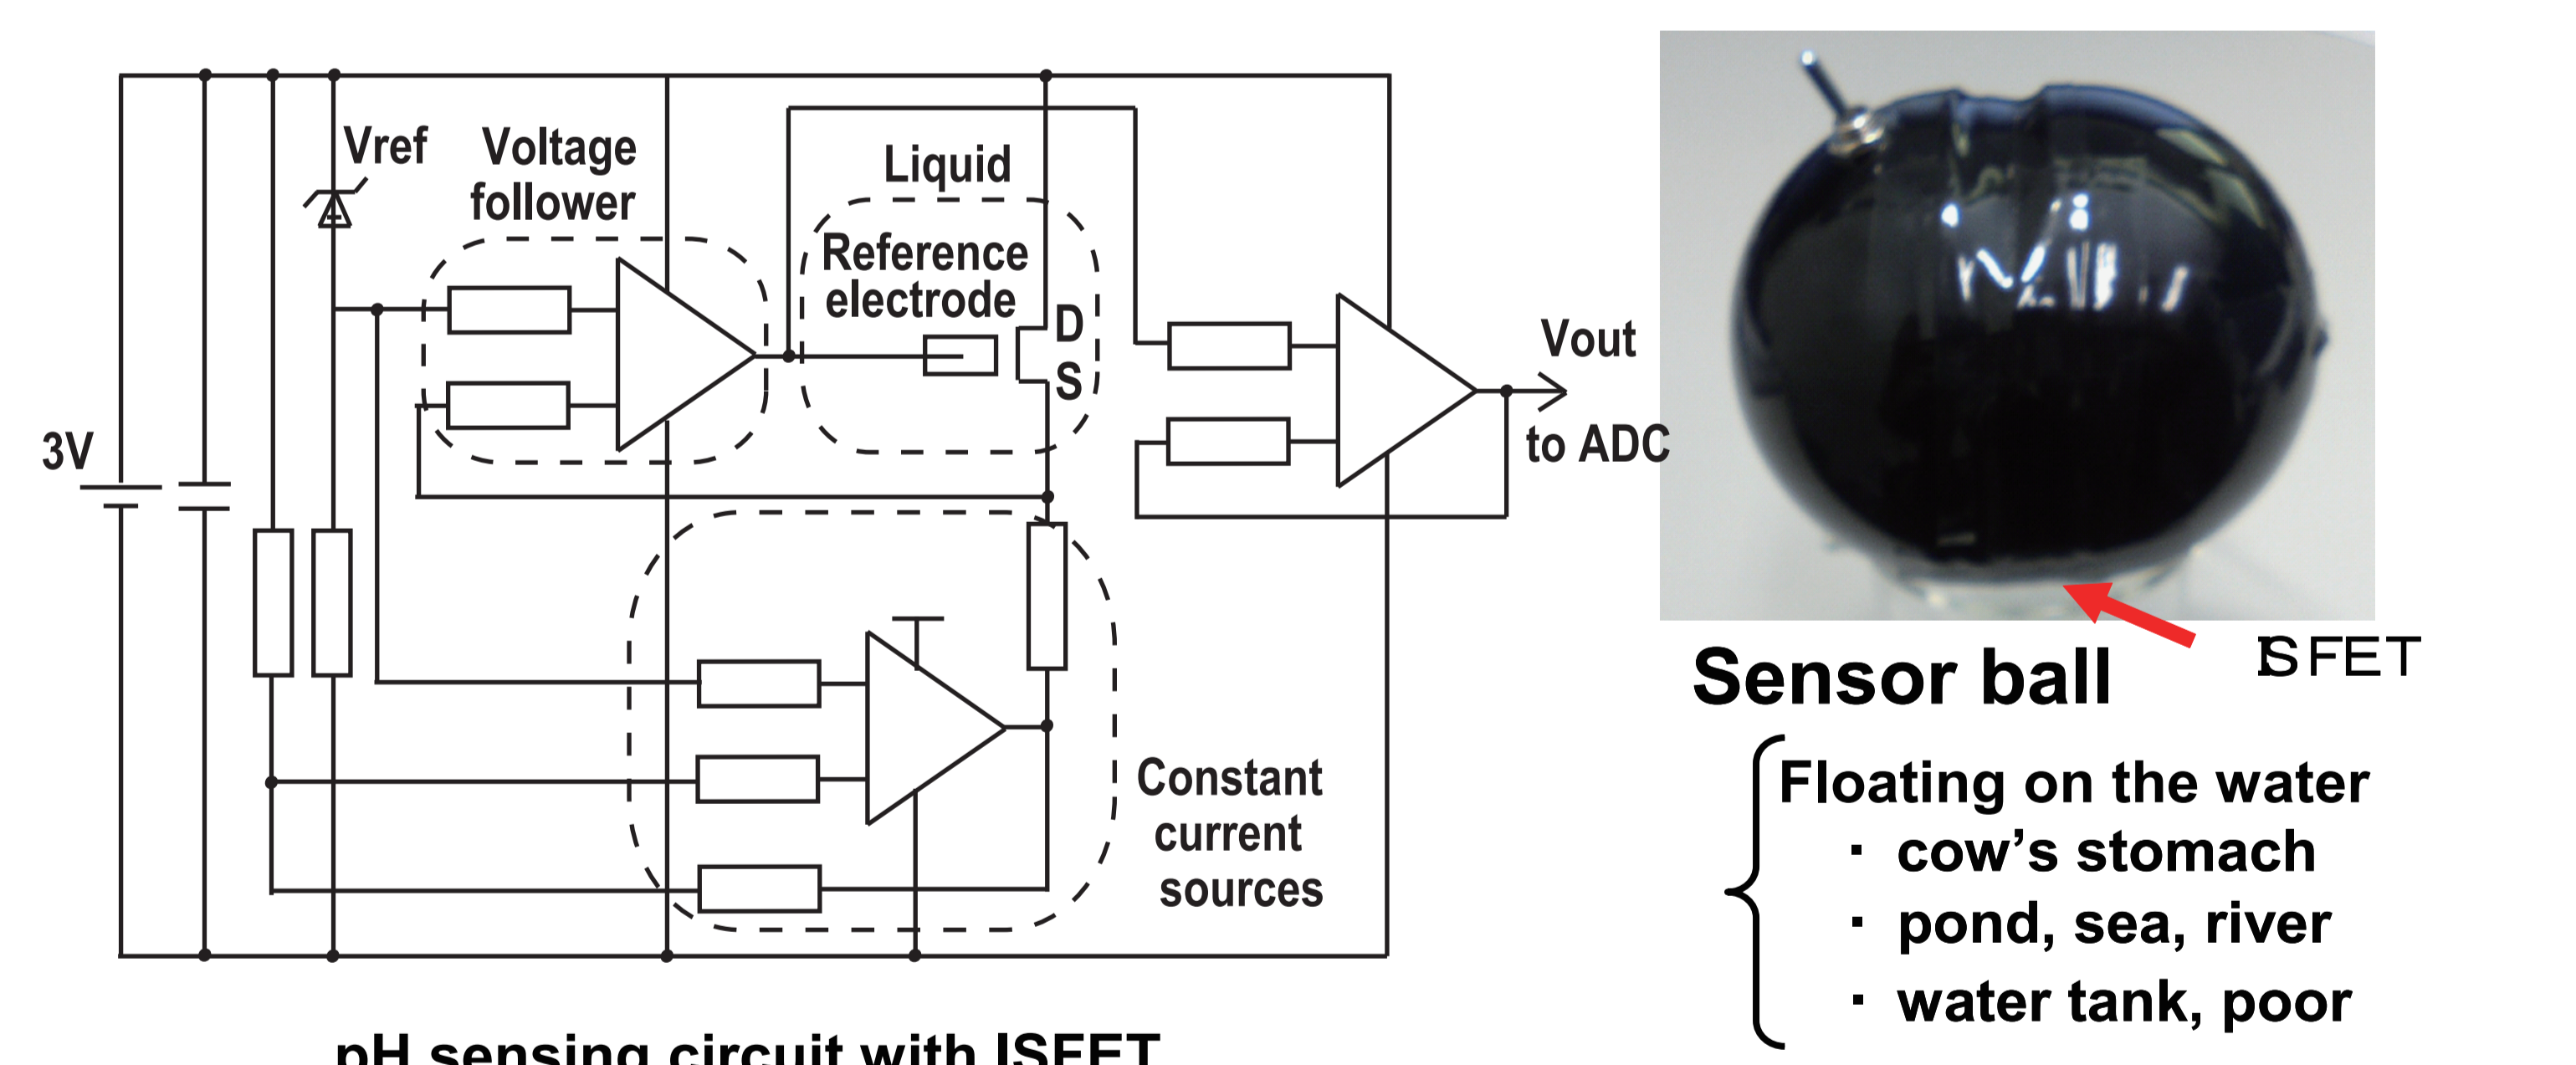 Vref
Voltage
follower
Liquid
Reference
electrode
D
S
3V
Vout
to ADC
Constant
current
sources
pH sensing circuit with ISFET
ISFET
Sensor ball
Floating on the water
· cow's stomach
· pond, sea, river
· water tank, poor